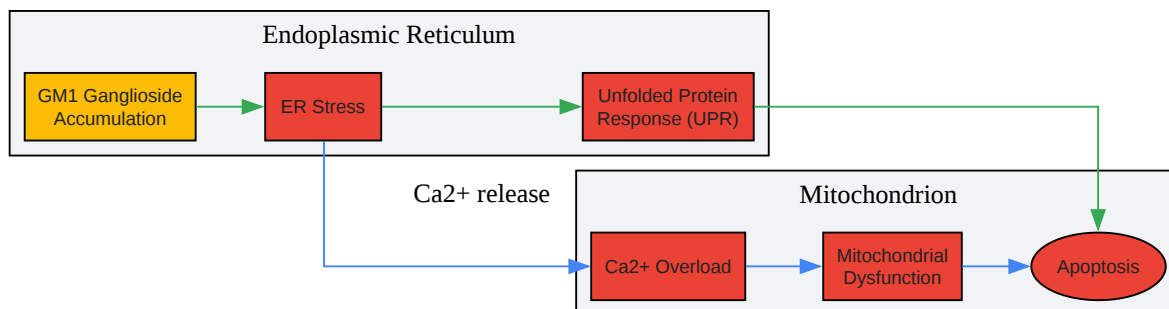 Endoplasmic Reticulum
GM1 Ganglioside
Accumulation
ER Stress
Unfolded Protein
Response (UPR)
Ca2+ release
Mitochondrion
Ca2+ Overload
Mitochondrial
Dysfunction
Apoptosis